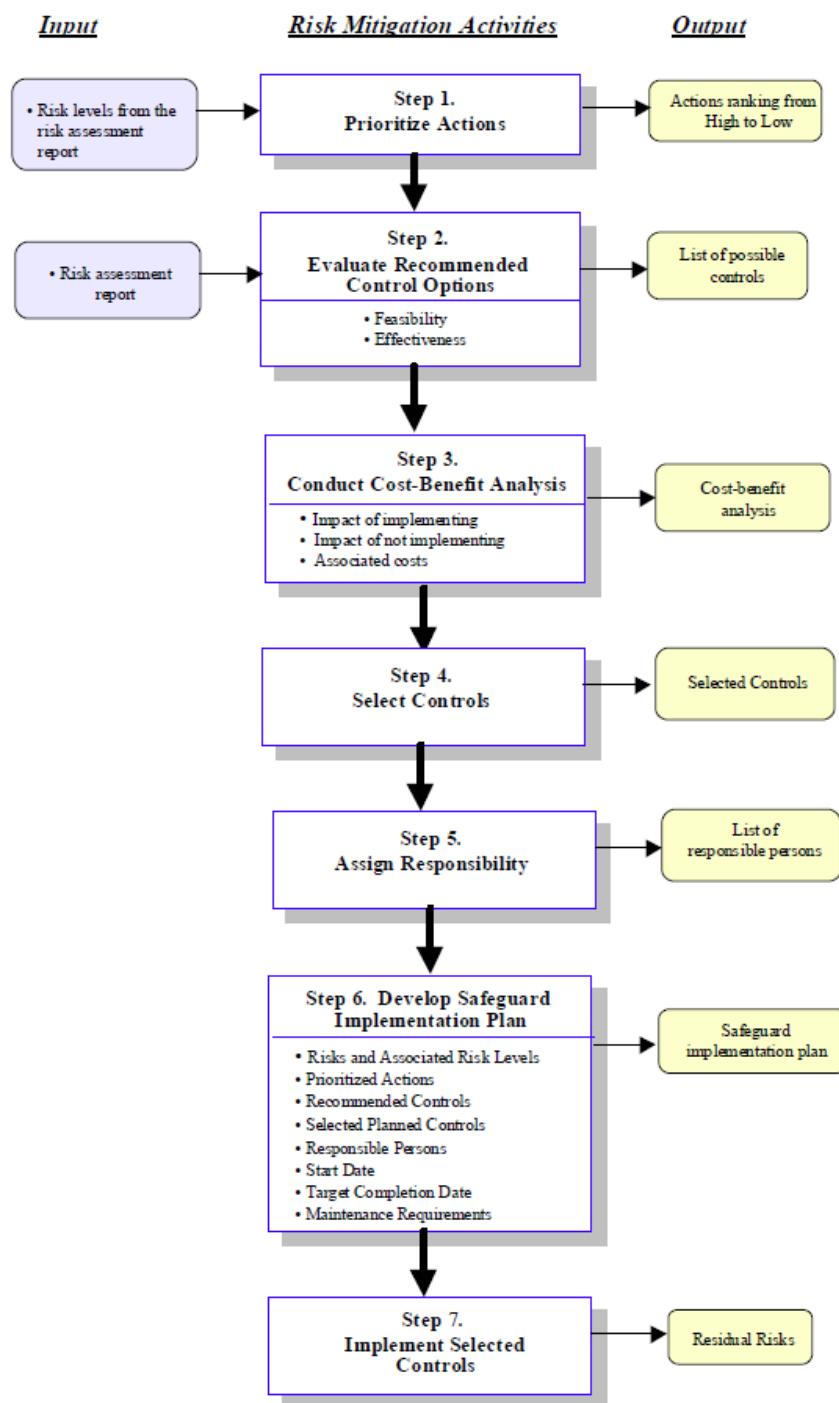 Input
Risk Mitigation Activities
Output
• Risk levels from the
risk assessment
report
Step 1.
Prioritize Actions
Actions ranking from
High to Low
• Risk assessment
report
Step 2.
Evaluate Recommended
Control Options
• Feasibility
• Effectiveness
List of possible
controls
Step 3.
Conduct Cost-Benefit Analysis
• Impact of implementing
• Impact of not implementing
• Associated costs
Cost-benefit
analysis
Step 4.
Select Controls
Selected Controls
Step 5.
Assign Responsibility
List of
responsible persons
Step 6. Develop Safeguard
Implementation Plan
• Risks and Associated Risk Levels
• Prioritized Actions
• Recommended Controls
• Selected Planned Controls
• Responsible Persons
• Start Date
• Target Completion Date
• Maintenance Requirements
Safeguard
implementation plan
Step 7.
Implement Selected
Controls
Residual Risks